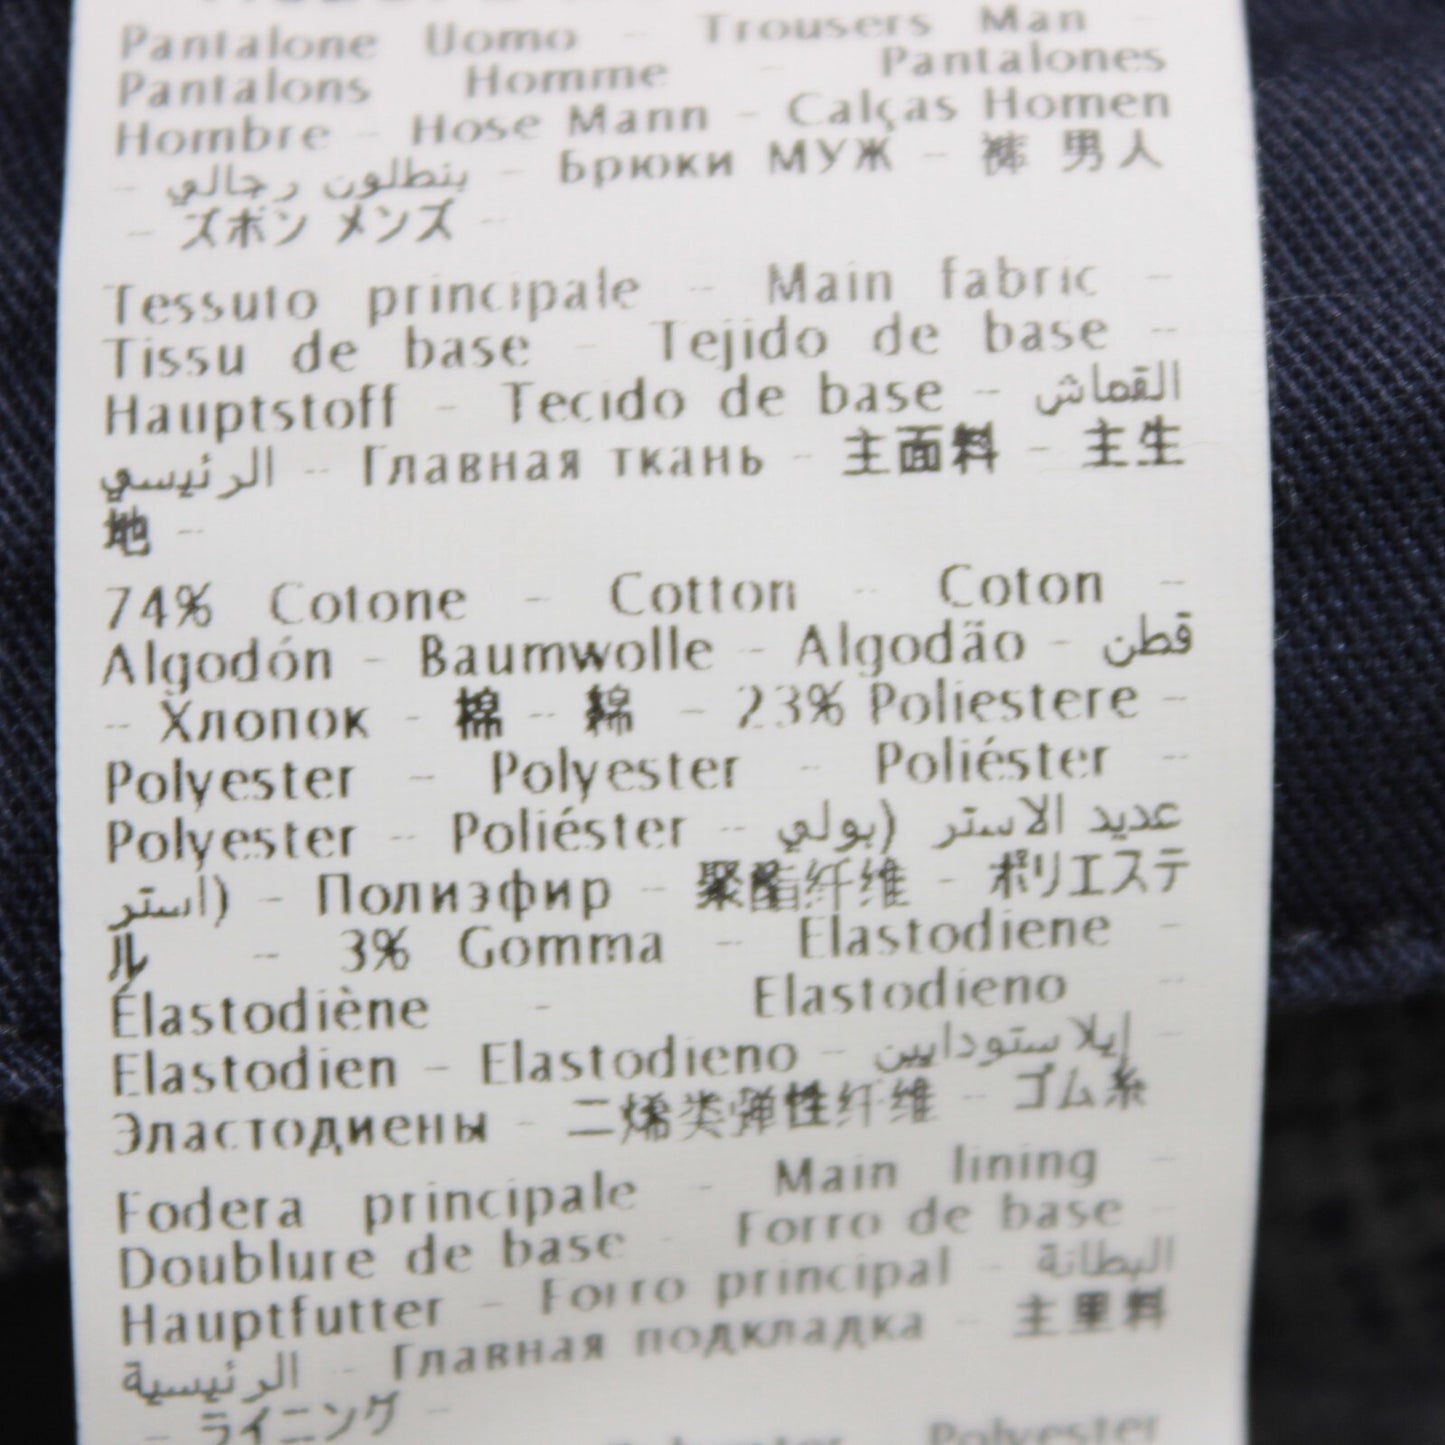 Pantalone Uomo - Trousers Man -
Pantalons Homme - Pantalones
Hombre - Hose Mann - Calças Homen
- بنطلون رجالي - Брюки МУЖ - 裤 男人
- ズボン メンズ -
Tessuto principale - Main fabric -
Tissu de base - Tejido de base -
Hauptstoff - Tecido de base - القماش
الرئيسي - Главная ткань - 主面料 - 主生
地 -
74% Cotone - Cotton - Coton -
Algodón - Baumwolle - Algodão - قطن
- Хлопок - 棉 - 綿 - 23% Poliestere -
Polyester - Polyester - Poliéster -
Polyester - Poliéster - عديد الاستر (بولي
استر) - Полиэфир - 聚酯纤维 - ポリエステ
ル - 3% Gomma - Elastodiene -
Élastodiène - Elastodieno -
Elastodien - Elastodieno - إيلاستودايين -
Эластодиены - 二烯类弹性纤维 - ゴム糸
Fodera principale - Main lining -
Doublure de base - Forro de base -
Hauptfutter - Forro principal - البطانة
الرئيسية - Главная подкладка - 主里料
- ライニング -
Polyester Polyester